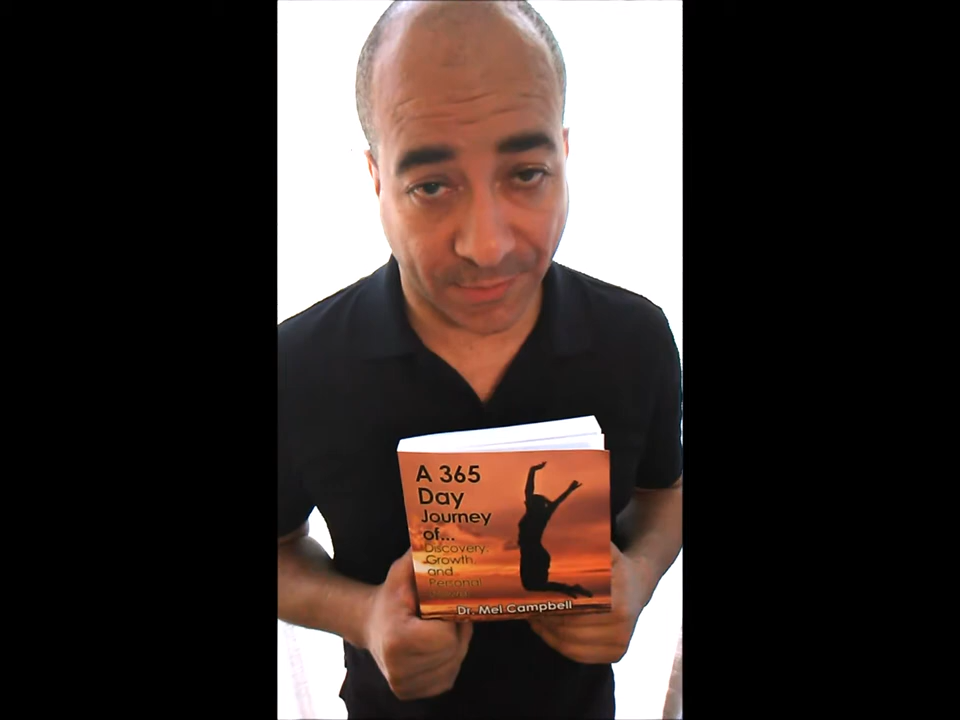 A 365
Day
Journey
of...
Discovery:
Growth
and
Personal
Dr. Mel Campbell